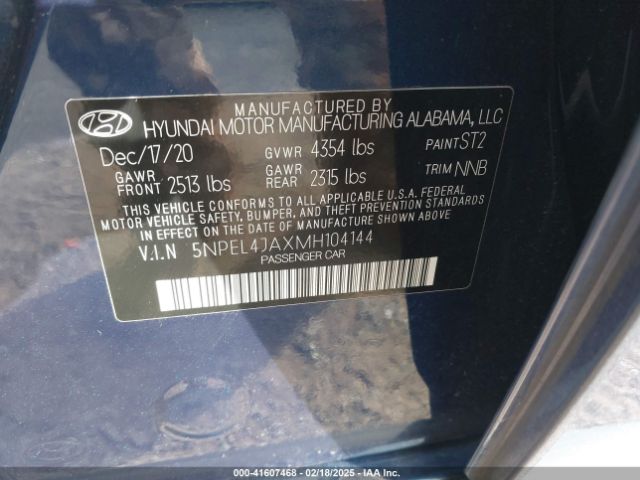 MANUFACTURED BY
HYUNDAI MOTOR MANUFACTURING ALABAMA, LLC
Dec/17/20 GVWR 4354 lbs PAINT ST2
GAWR FRONT 2513 lbs GAWR REAR 2315 lbs TRIM NNB
THIS VEHICLE CONFORMS TO ALL APPLICABLE U.S.A. FEDERAL
MOTOR VEHICLE SAFETY, BUMPER, AND THEFT PREVENTION STANDARDS
IN EFFECT ON THE DATE OF MANUFACTURE SHOWN ABOVE.
V.I.N 5NPEL4JAXMH104144
PASSENGER CAR
00-41607468 - 02/18/2025 - IAA Inc.